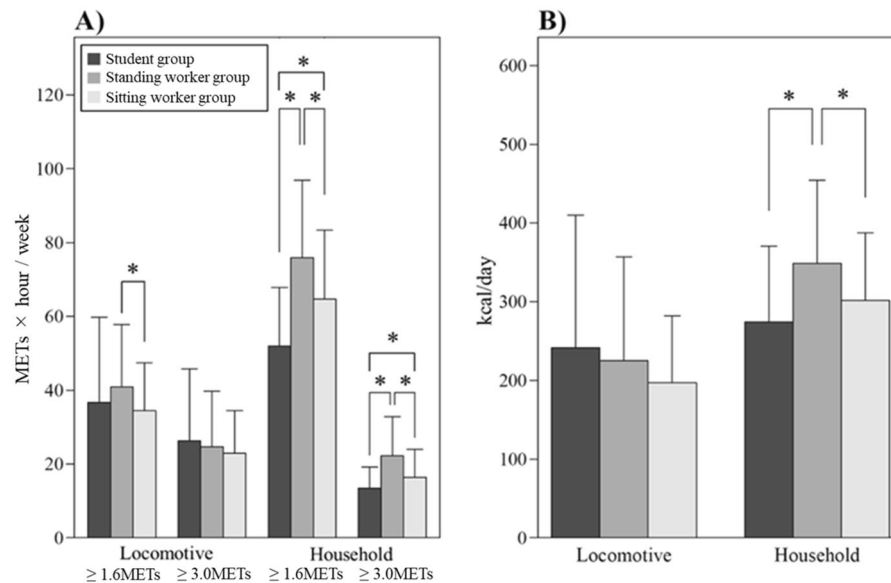 A)
Student group
Standing worker group
Sitting worker group
METs × hour / week
120
100
80
60
40
20
0
*
*
* *
*
* *
Locomotive Household
≥ 1.6METs ≥ 3.0METs ≥ 1.6METs ≥ 3.0METs
B)
kcal/day
600
500
400
300
200
100
0
* *
Locomotive Household